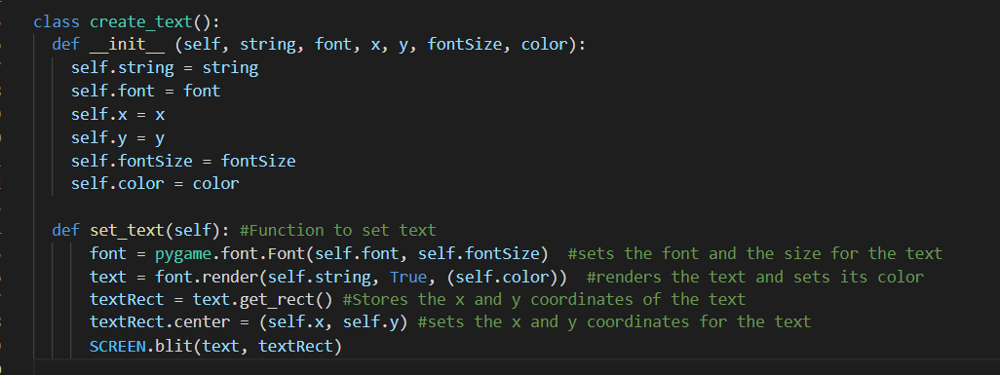 class create_text():
def __init__ (self, string, font, x, y, fontSize, color):
self.string = string
self.font = font
self.x = x
self.y = y
self.fontSize = fontSize
self.color = color
def set_text(self): #Function to set text
font = pygame.font.Font(self.font, self.fontSize)  #sets the font and the size for the text
text = font.render(self.string, True, (self.color))  #renders the text and sets its color
textRect = text.get_rect() #Stores the x and y coordinates of the text
textRect.center = (self.x, self.y) #sets the x and y coordinates for the text
SCREEN.blit(text, textRect)